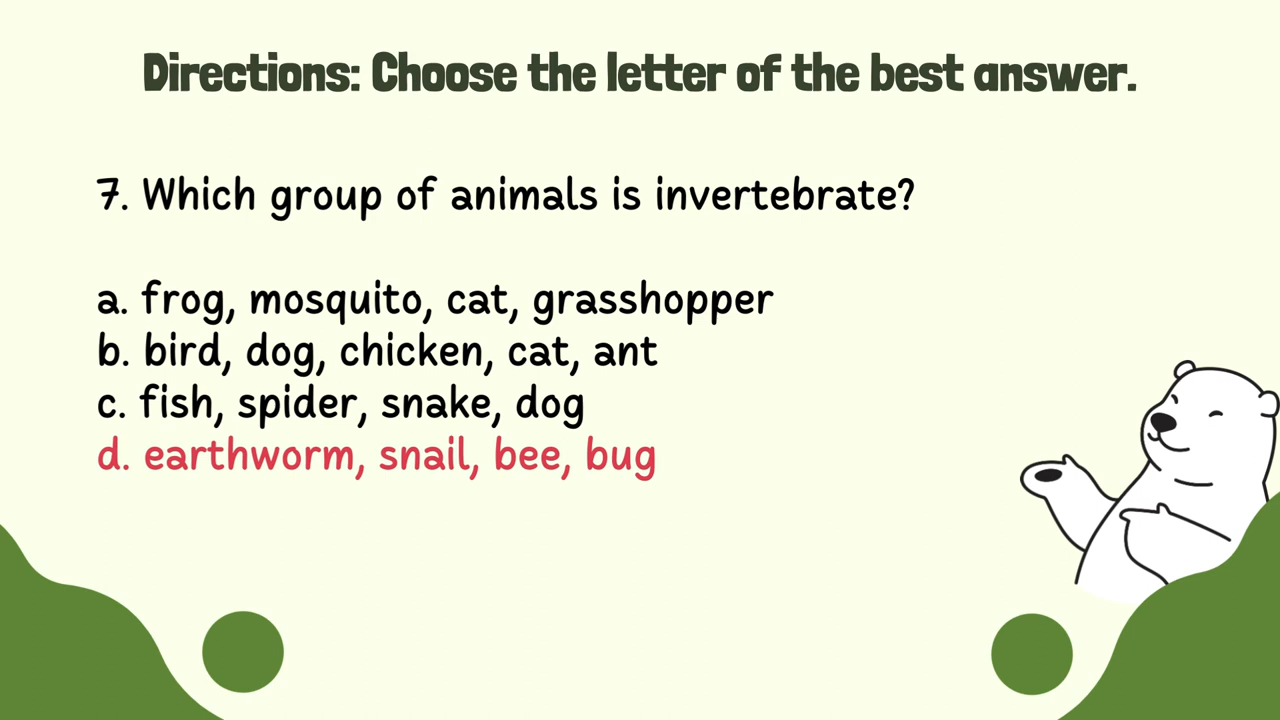 Directions: Choose the letter of the best answer.
7. Which group of animals is invertebrate?
a. frog, mosquito, cat, grasshopper
b. bird, dog, chicken, cat, ant
c. fish, spider, snake, dog
d. earthworm, snail, bee, bug